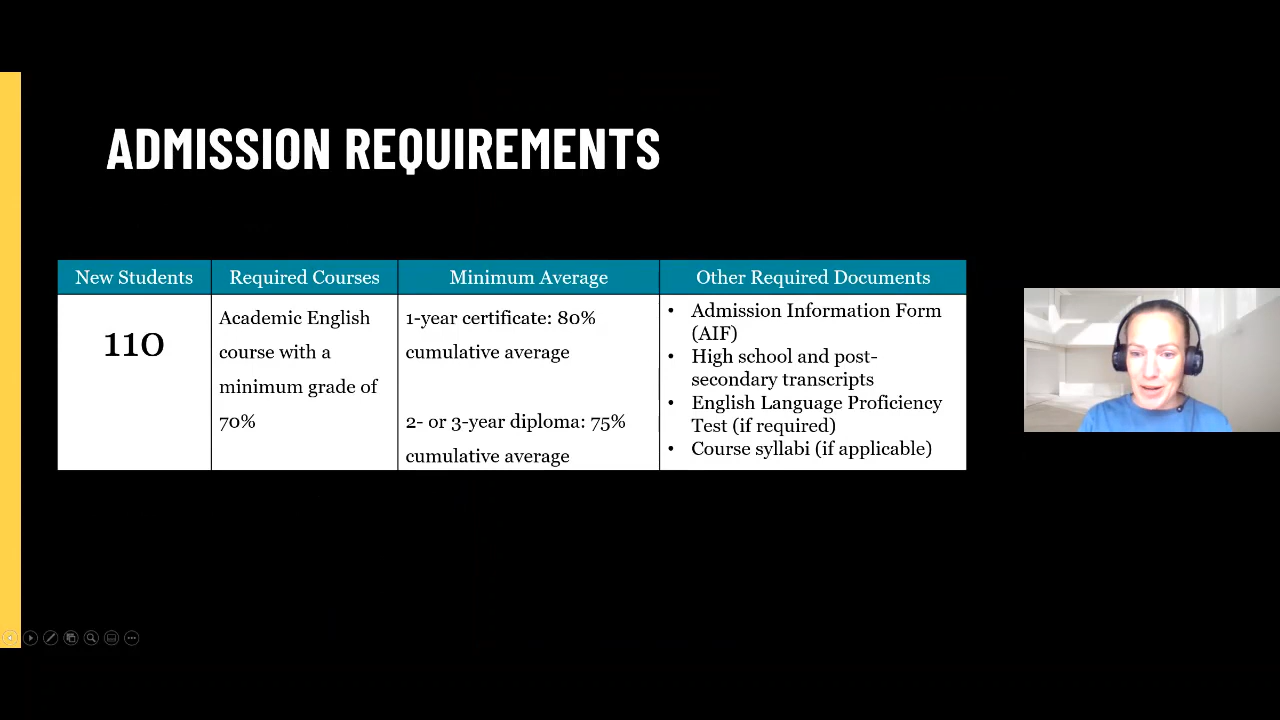 ADMISSION REQUIREMENTS
New Students
Required Courses
Minimum Average
Other Required Documents
110
Academic English
course with a
minimum grade of
70%
1-year certificate: 80%
cumulative average
2- or 3-year diploma: 75%
cumulative average
• Admission Information Form
(AIF)
• High school and post-
secondary transcripts
• English Language Proficiency
Test (if required)
• Course syllabi (if applicable)